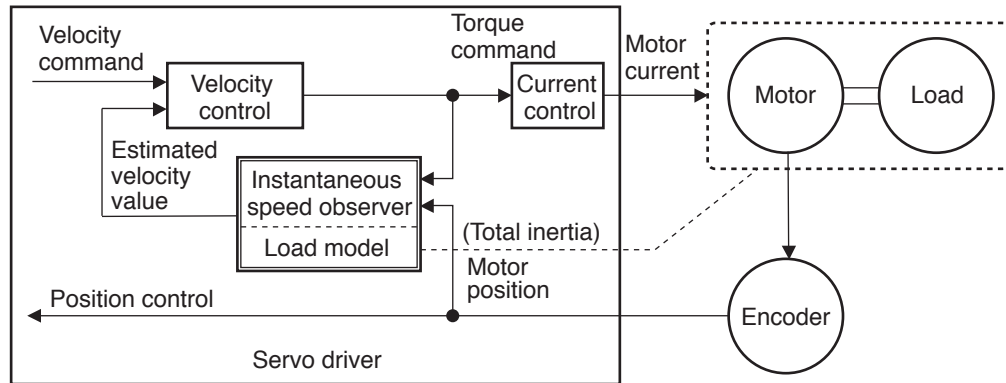 Velocity
command
Velocity
control
Torque
command
Current
control
Motor
current
Motor
Load
Estimated
velocity
value
Instantaneous
speed observer
Load model
(Total inertia)
Motor
position
Position control
Encoder
Servo driver